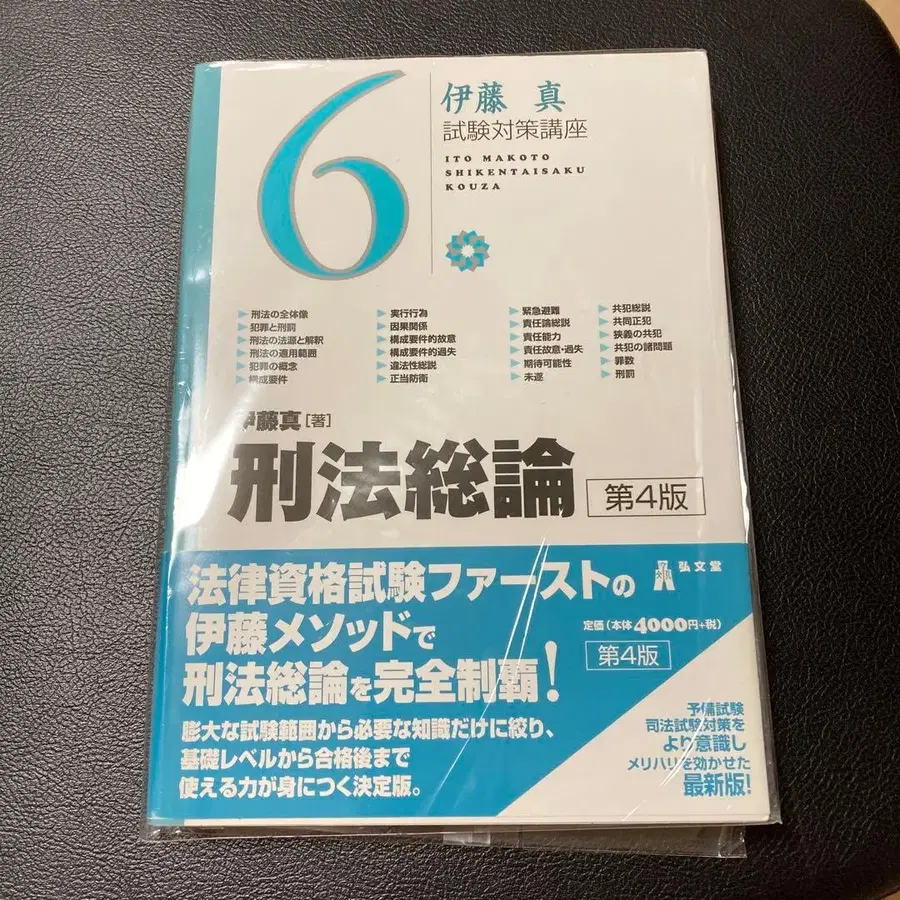 6
伊藤 真
試験対策講座
ITO MAKOTO
SHIKENTAISAKU
KOUZA
刑法の全体像
犯罪と刑罰
刑法の法源と解釈
刑法の適用範囲
犯罪の概念
構成要件
実行行為
因果関係
構成要件的故意
構成要件的過失
違法性総説
正当防衛
緊急避難
責任論総説
責任能力
責任故意・過失
期待可能性
未遂
共犯総説
共同正犯
狭義の共犯
共犯の諸問題
罪数
刑罰
伊藤真[著]
刑法総論 第4版
法律資格試験ファーストの
伊藤メソッドで
刑法総論を完全制覇!
膨大な試験範囲から必要な知識だけに絞り、
基礎レベルから合格後まで
使える力が身につく決定版。
弘文堂
定価(本体4000円+税)
第4版
予備試験
司法試験対策を
より意識し
メリハリを効かせた
最新版!